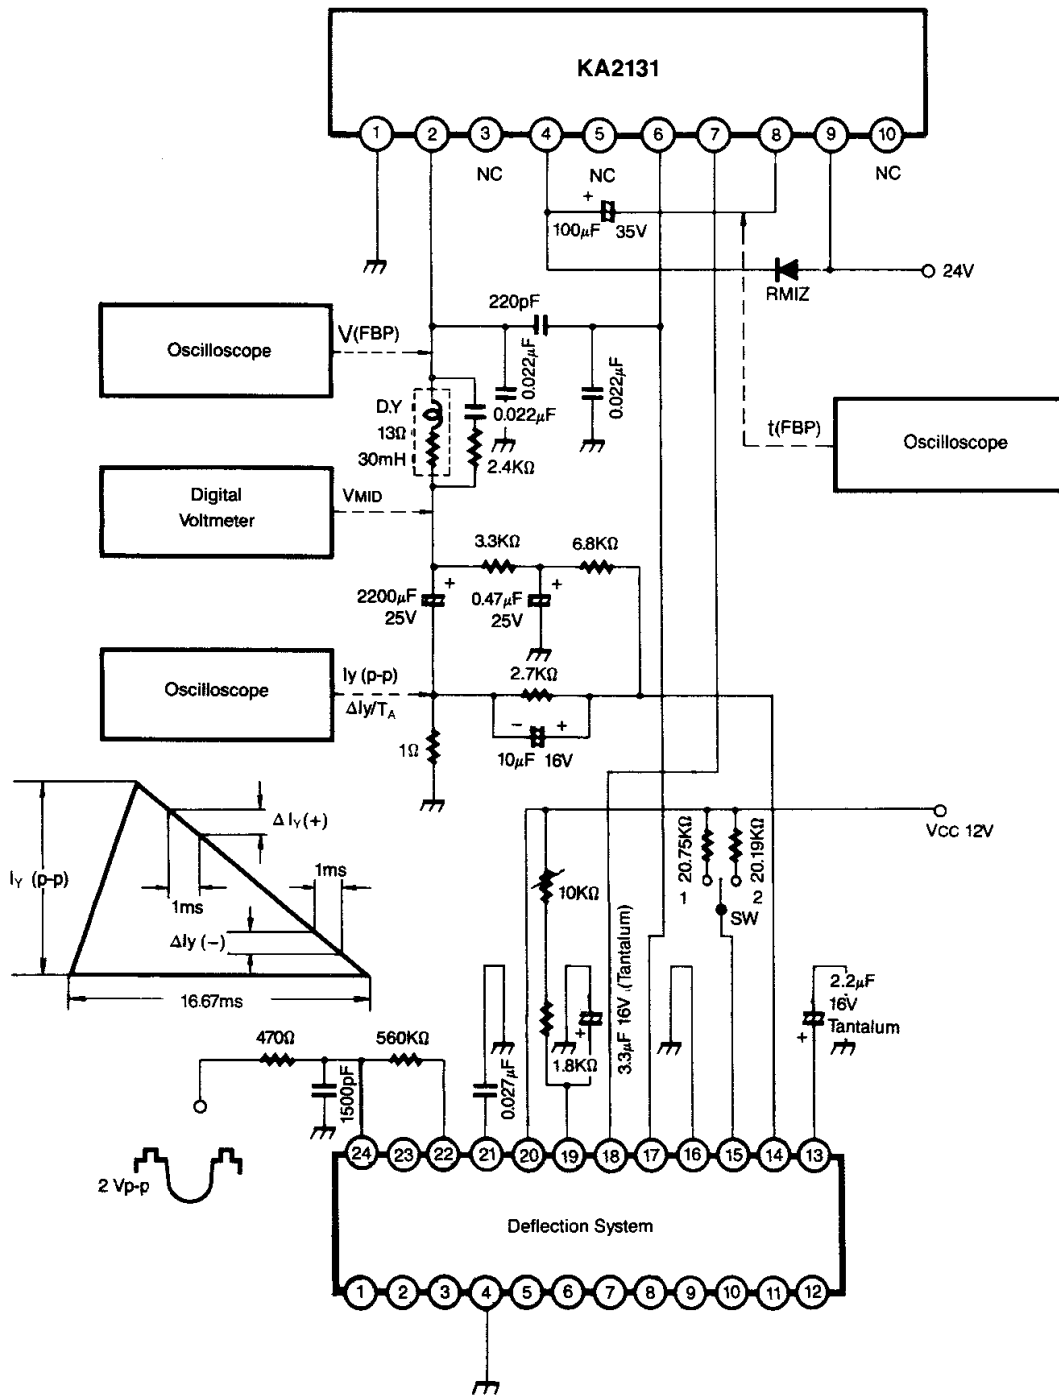 KA2131
1 2 3 4 5 6 7 8 9 10
NC NC NC
+
100μF 35V
RMIZ
24V
220pF
Oscilloscope
V(FBP)
0.022μF
0.022μF
0.022μF
D.Y
13Ω
30mH
2.4KΩ
t(FBP)
Oscilloscope
Digital
Voltmeter
VMID
3.3KΩ 6.8KΩ
+ +
2200μF
25V
0.47μF
25V
Oscilloscope
Iy (p-p)
ΔIy/TA
2.7KΩ
− +
10μF 16V
1Ω
IY (p-p)
Δ IY (+)
1ms
1ms
ΔIy (−)
16.67ms
VCC 12V
20.75KΩ
20.19KΩ
1 2
SW
10KΩ
3.3μF 16V (Tantalum)
+
1.8KΩ
2.2μF
16V
Tantalum
+
470Ω 560KΩ
1500pF
0.027μF
2 Vp-p
24 23 22 21 20 19 18 17 16 15 14 13
Deflection System
1 2 3 4 5 6 7 8 9 10 11 12